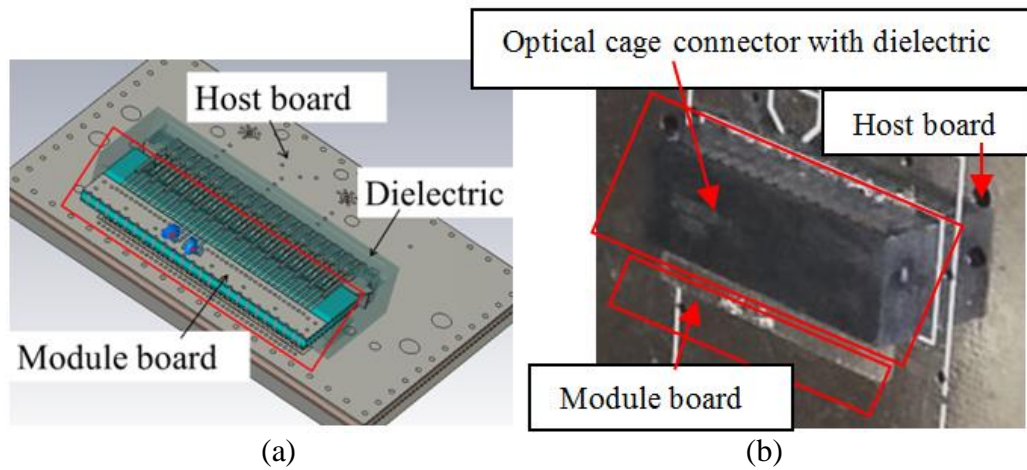 Host board
Dielectric
Module board
(a)
Optical cage connector with dielectric
Host board
Module board
(b)